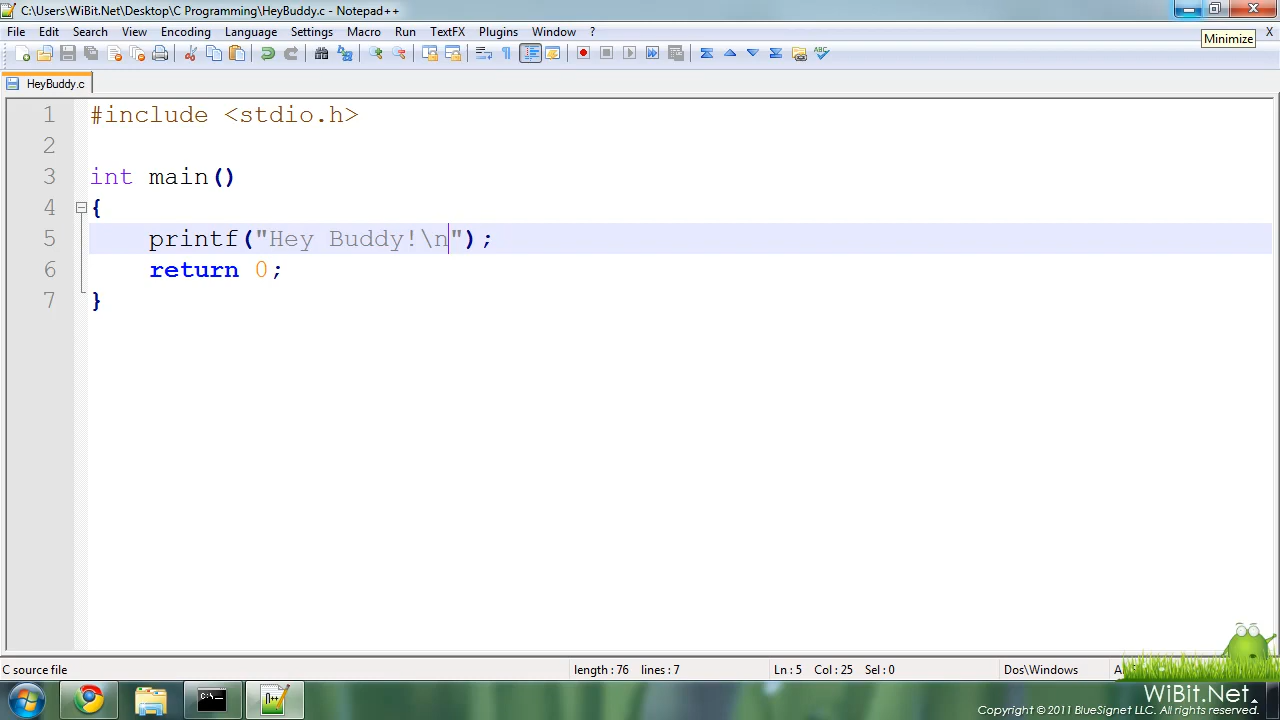 C:\Users\WiBit.Net\Desktop\C Programming\HeyBuddy.c - Notepad++
File Edit Search View Encoding Language Settings Macro Run TextFX Plugins Window ? X
Minimize
HeyBuddy.c
1 #include <stdio.h>
2
3 int main()
4 {
5 printf("Hey Buddy!\n");
6 return 0;
7 }
C source file length : 76 lines : 7 Ln : 5 Col : 25 Sel : 0 Dos\Windows
WiBit.Net
Copyright © 2011 BlueSignet LLC. All rights reserved.